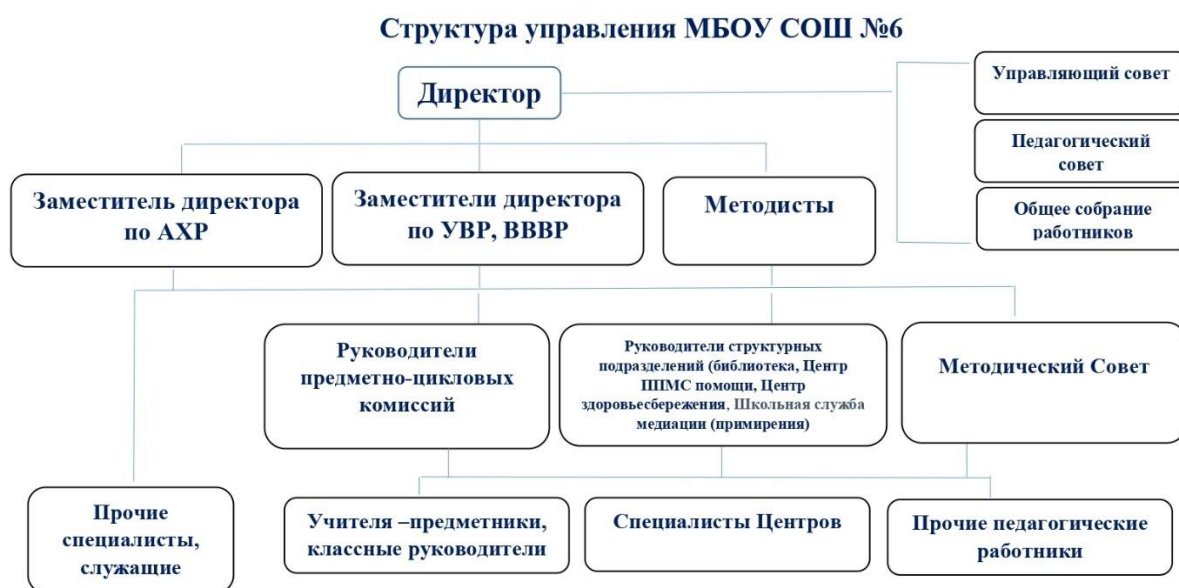 Структура управления МБОУ СОШ №6
Директор
Управляющий совет
Педагогический
совет
Общее собрание
работников
Заместитель директора
по АХР
Заместители директора
по УВР, ВВВР
Методисты
Руководители
предметно-цикловых
комиссий
Руководители структурных
подразделений (библиотека, Центр
ППМС помощи, Центр
здоровьесбережения, Школьная служба
медиации (примирения)
Методический Совет
Прочие
специалисты,
служащие
Учителя –предметники,
классные руководители
Специалисты Центров
Прочие педагогические
работники